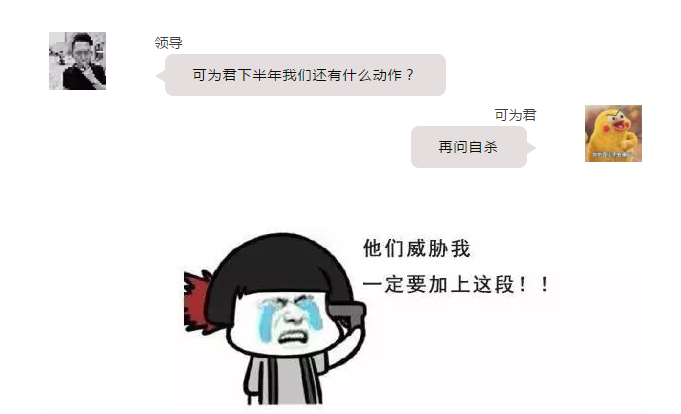 领导
可为君下半年我们还有什么动作？
可为君
再问自杀
他们威胁我
一定要加上这段！！